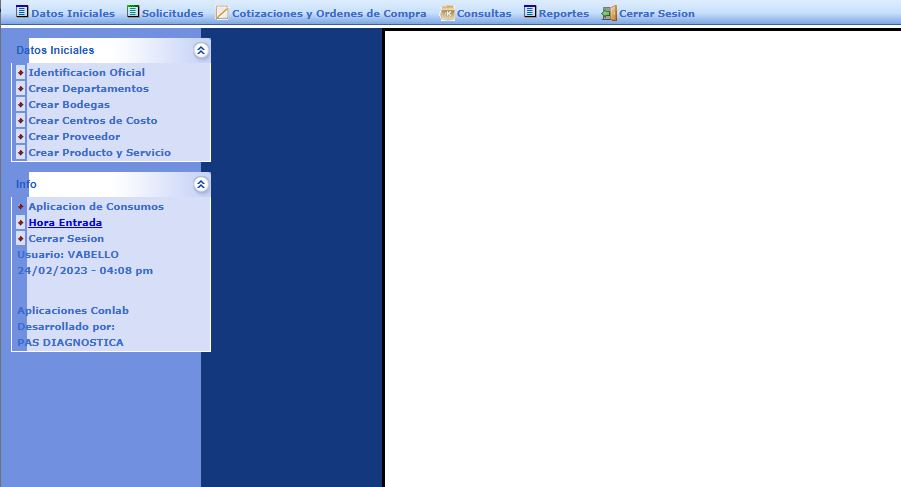 Datos Iniciales Solicitudes Cotizaciones y Ordenes de Compra Consultas Reportes Cerrar Sesion
Datos Iniciales
Identificacion Oficial
Crear Departamentos
Crear Bodegas
Crear Centros de Costo
Crear Proveedor
Crear Producto y Servicio
Info
Aplicacion de Consumos
Hora Entrada
Cerrar Sesion
Usuario: VABELLO
24/02/2023 - 04:08 pm
Aplicaciones Conlab
Desarrollado por:
PAS DIAGNOSTICA